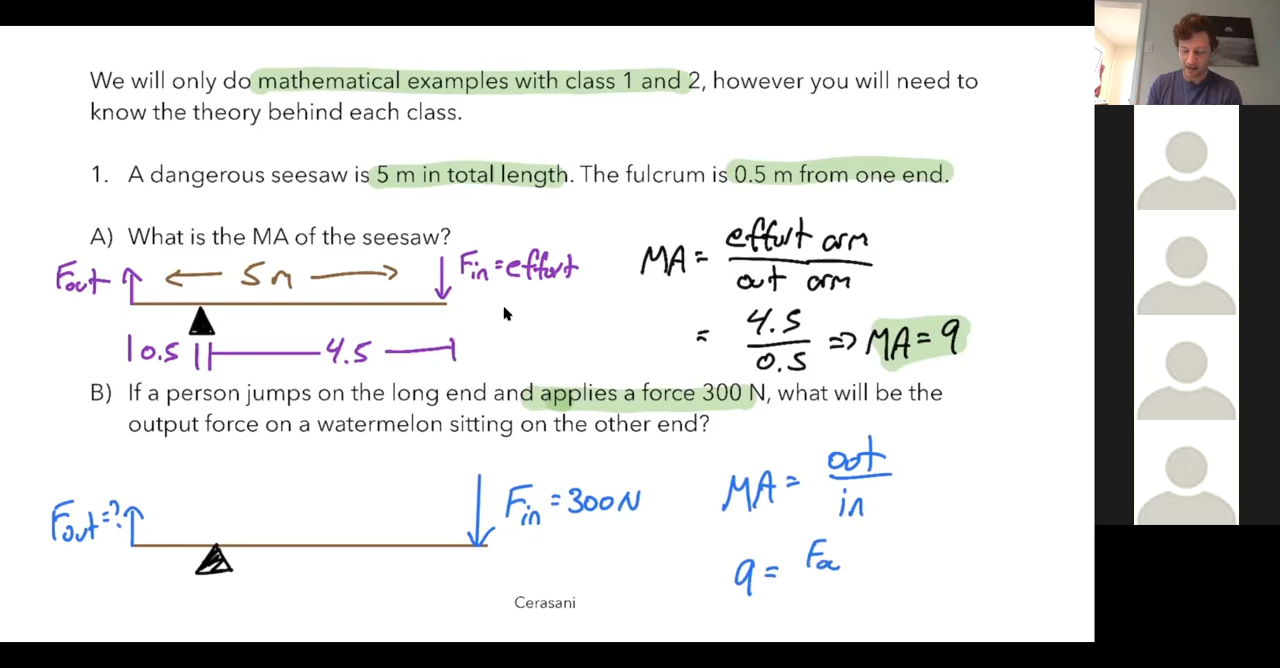 We will only do mathematical examples with class 1 and 2, however you will need to
know the theory behind each class.
1. A dangerous seesaw is 5 m in total length. The fulcrum is 0.5 m from one end.
A) What is the MA of the seesaw?
Fout
5m
Fin = effort
0.5
4.5
MA = effort arm / out arm
= 4.5 / 0.5 => MA = 9
B) If a person jumps on the long end and applies a force 300 N, what will be the
output force on a watermelon sitting on the other end?
Fout = ?
Fin = 300N
MA = out / in
9 = Fo
Cerasani